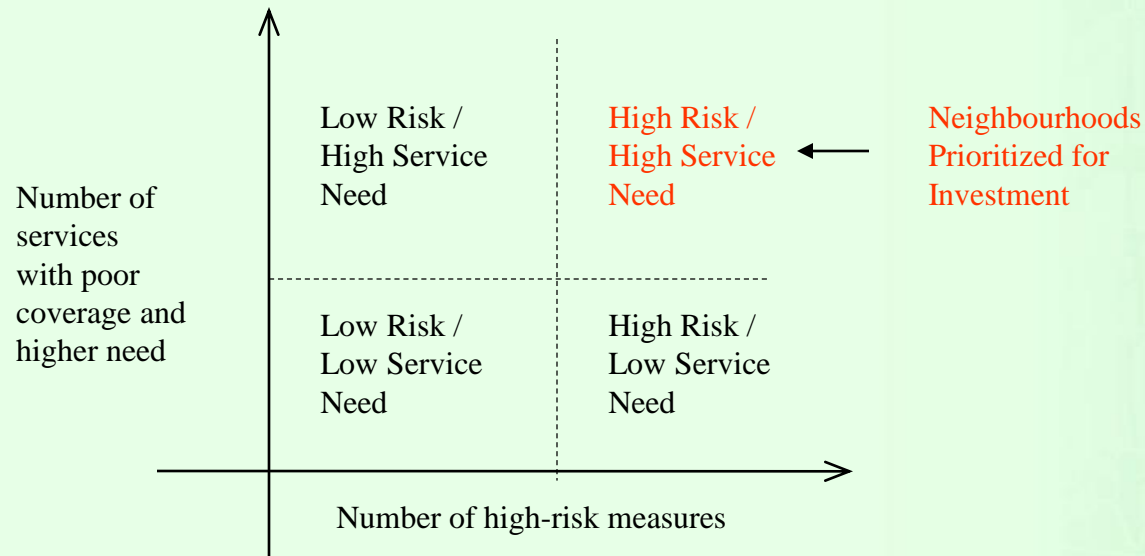 Number of
services
with poor
coverage and
higher need
Low Risk /
High Service
Need
High Risk /
High Service
Need
Neighbourhoods
Prioritized for
Investment
Low Risk /
Low Service
Need
High Risk /
Low Service
Need
Number of high-risk measures